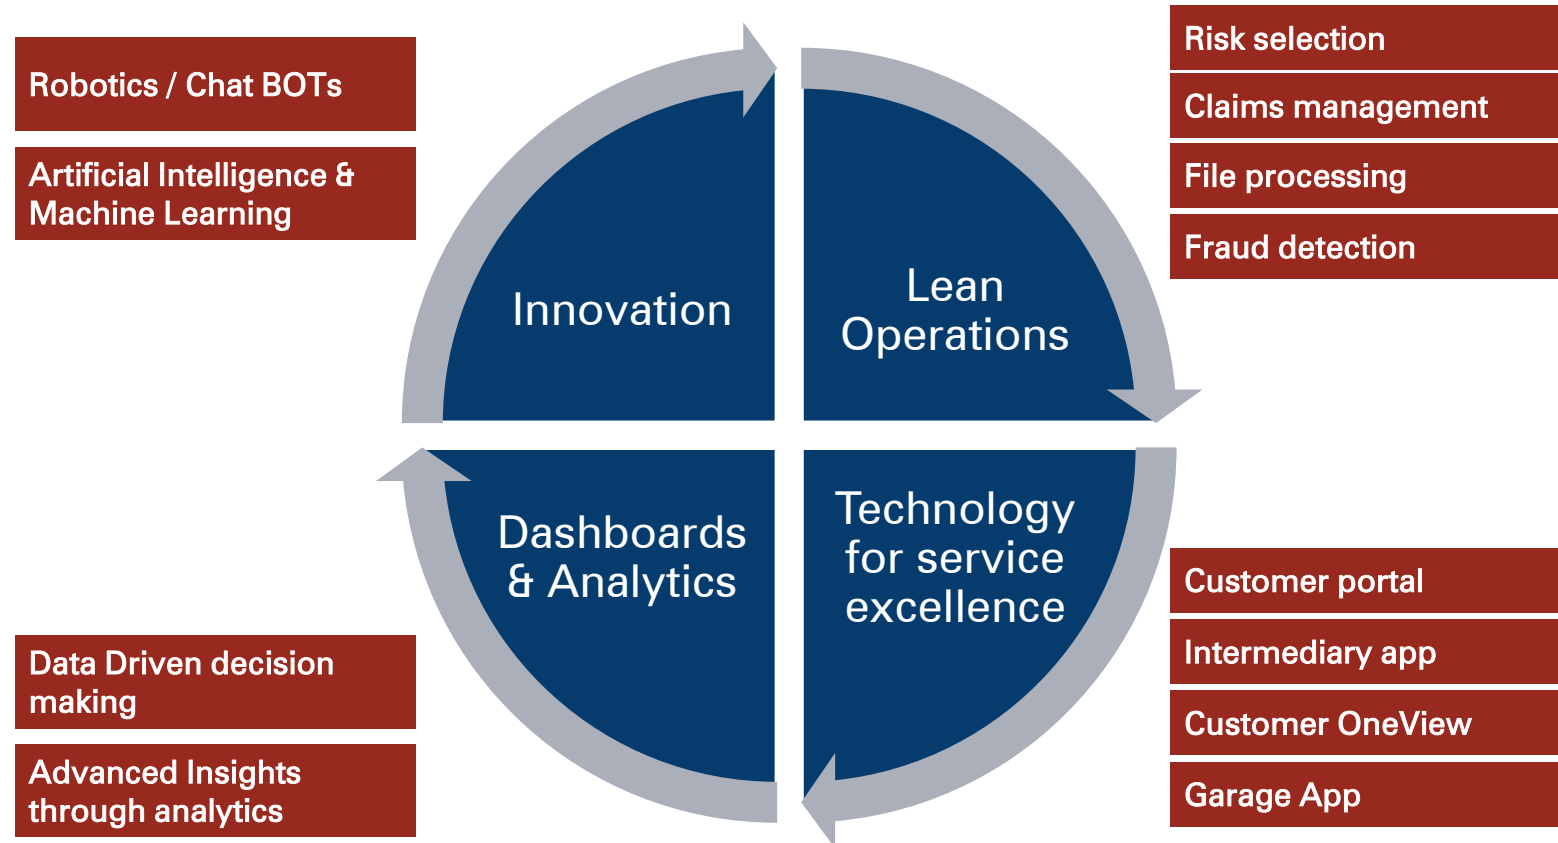 Robotics / Chat BOTs
Artificial Intelligence &
Machine Learning
Innovation
Risk selection
Claims management
File processing
Fraud detection
Lean
Operations
Dashboards
& Analytics
Data Driven decision
making
Advanced Insights
through analytics
Technology
for service
excellence
Customer portal
Intermediary app
Customer OneView
Garage App